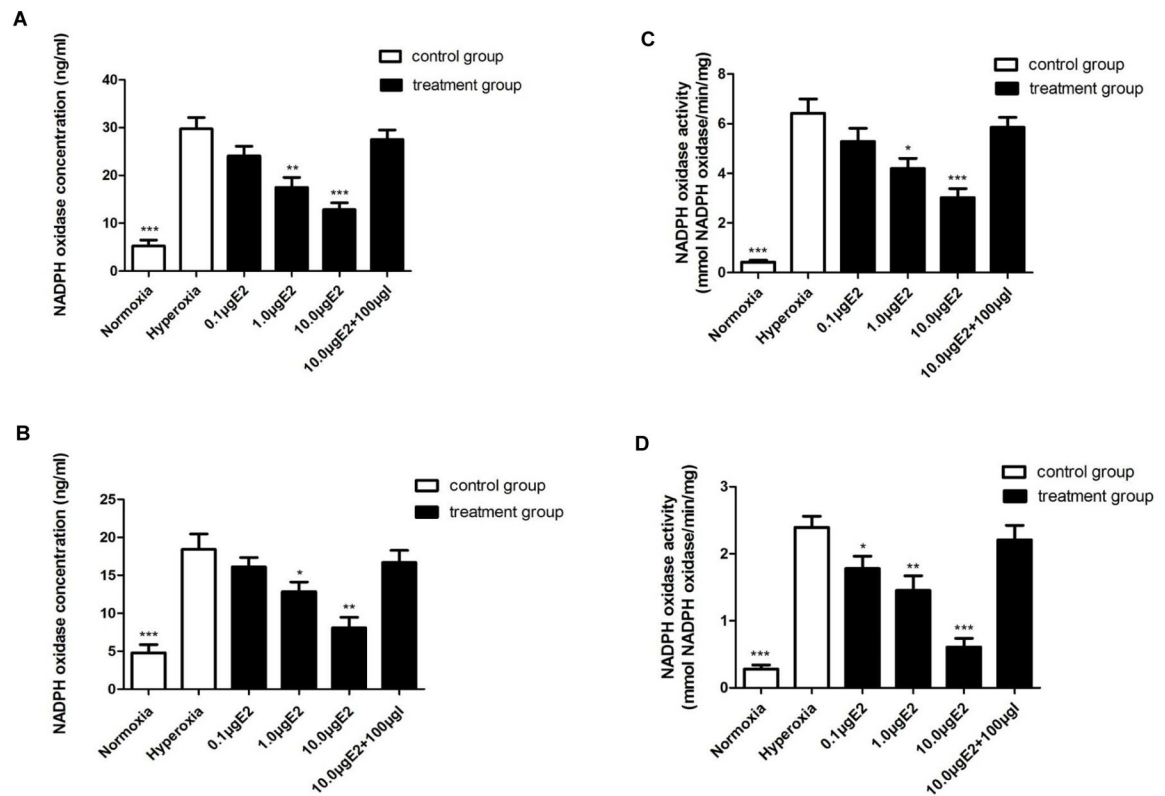 A
NADPH oxidase concentration (ng/ml)
control group
treatment group
40
30
20
10
0
***
**
***
Normoxia
Hyperoxia
0.1μgE2
1.0μgE2
10.0μgE2
10.0μgE2+100μgI
C
NADPH oxidase activity
(mmol NADPH oxidase/min/mg)
control group
treatment group
8
6
4
2
0
***
*
***
Normoxia
Hyperoxia
0.1μgE2
1.0μgE2
10.0μgE2
10.0μgE2+100μgI
B
NADPH oxidase concentration (ng/ml)
control group
treatment group
25
20
15
10
5
0
***
*
**
Normoxia
Hyperoxia
0.1μgE2
1.0μgE2
10.0μgE2
10.0μgE2+100μgI
D
NADPH oxidase activity
(mmol NADPH oxidase/min/mg)
control group
treatment group
3
2
1
0
***
*
**
***
Normoxia
Hyperoxia
0.1μgE2
1.0μgE2
10.0μgE2
10.0μgE2+100μgI